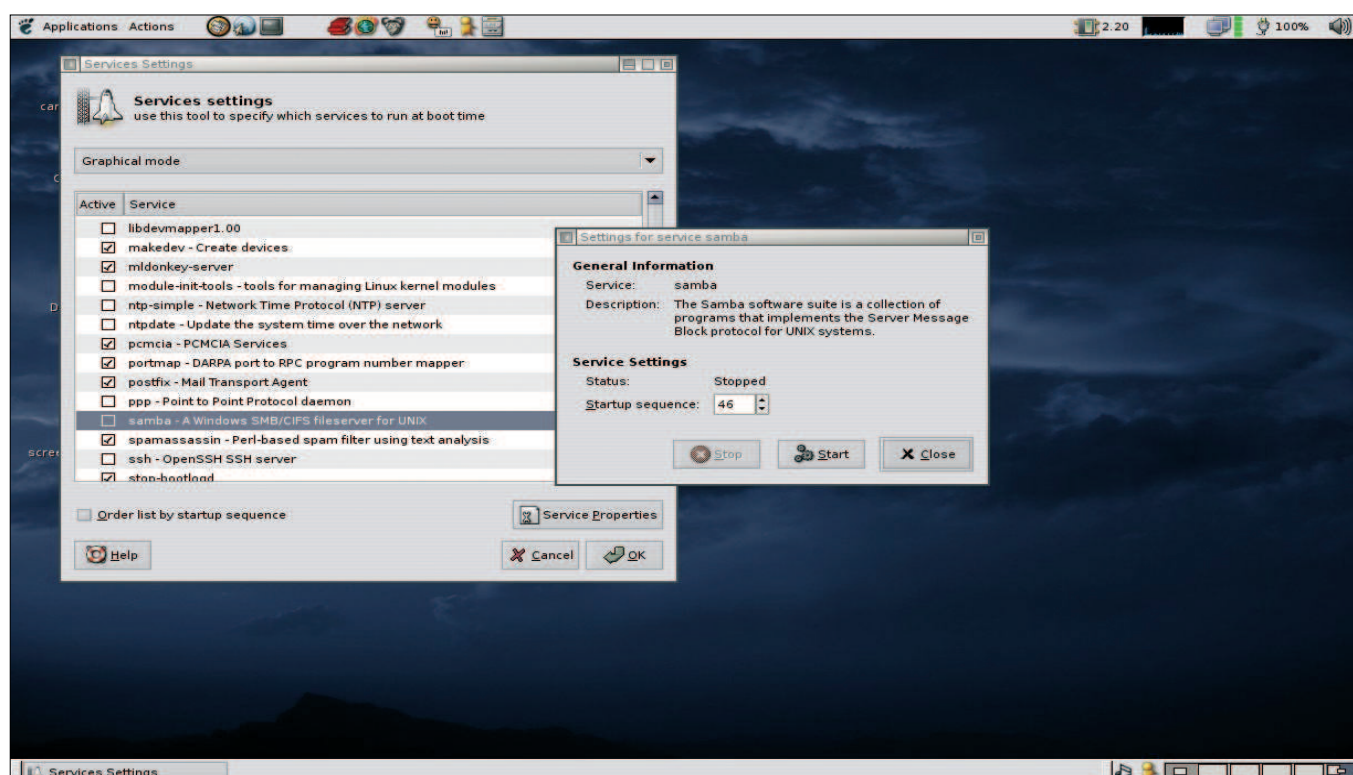 Applications Actions
2.20
100%
Services Settings
Services settings
use this tool to specify which services to run at boot time
Graphical mode
Active Service
libdevmapper1.00
makedev - Create devices
mldonkey-server
module-init-tools - tools for managing Linux kernel modules
ntp-simple - Network Time Protocol (NTP) server
ntpdate - Update the system time over the network
pcmcia - PCMCIA Services
portmap - DARPA port to RPC program number mapper
postfix - Mail Transport Agent
ppp - Point to Point Protocol daemon
samba - A Windows SMB/CIFS fileserver for UNIX
spamassassin - Perl-based spam filter using text analysis
ssh - OpenSSH SSH server
stop-bootlogd
Order list by startup sequence
Service Properties
Help
Cancel
OK
Settings for service samba
General Information
Service: samba
Description: The Samba software suite is a collection of
programs that implements the Server Message
Block protocol for UNIX systems.
Service Settings
Status: Stopped
Startup sequence: 46
Stop
Start
Close
car
D
scree
Services Settings